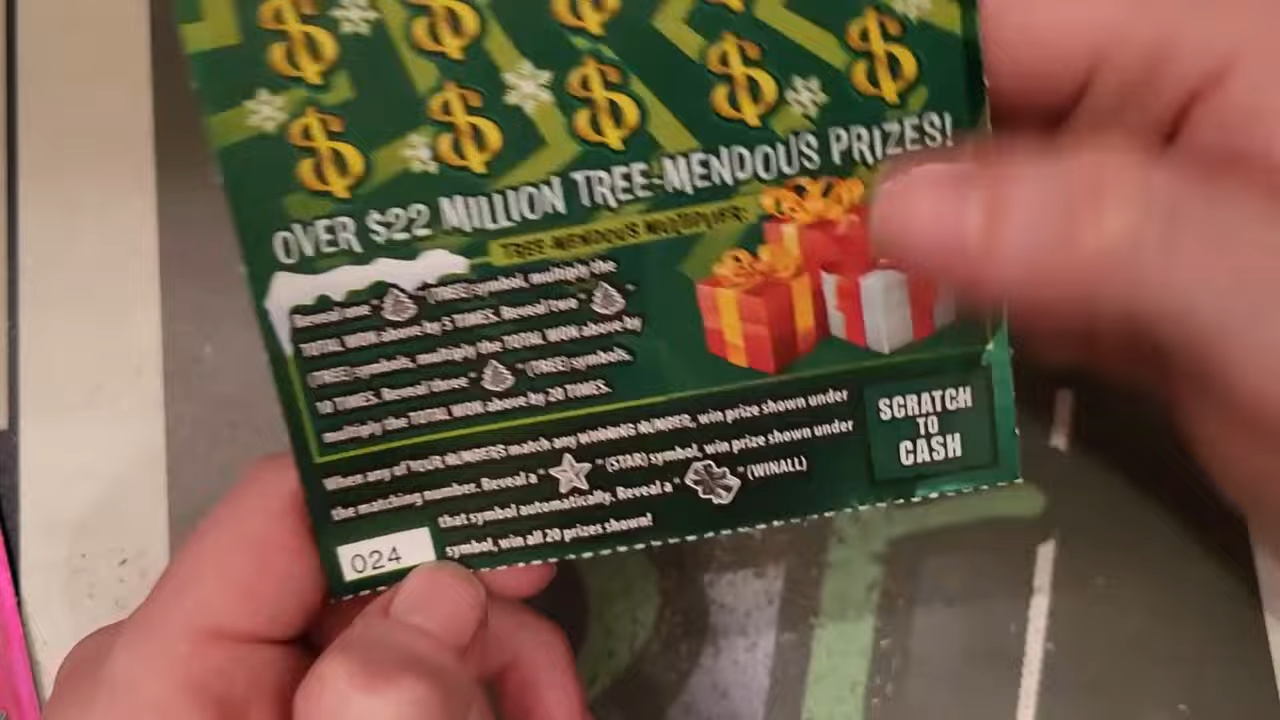 OVER $22 MILLION TREE-MENDOUS PRIZES!
TREE-MENDOUS MULTIPLIER:
Reveal one " " (TREE) symbol, multiply the
TOTAL WON above by 5 TIMES. Reveal two " "
(TREE) symbols, multiply the TOTAL WON above by
10 TIMES. Reveal three " " (TREE) symbols,
multiply the TOTAL WON above by 20 TIMES.
When any of YOUR NUMBERS match any WINNING NUMBER, win prize shown under
the matching number. Reveal a " " (STAR) symbol, win prize shown under
that symbol automatically. Reveal a " " (WINALL)
symbol, win all 20 prizes shown!
SCRATCH
TO
CASH
024